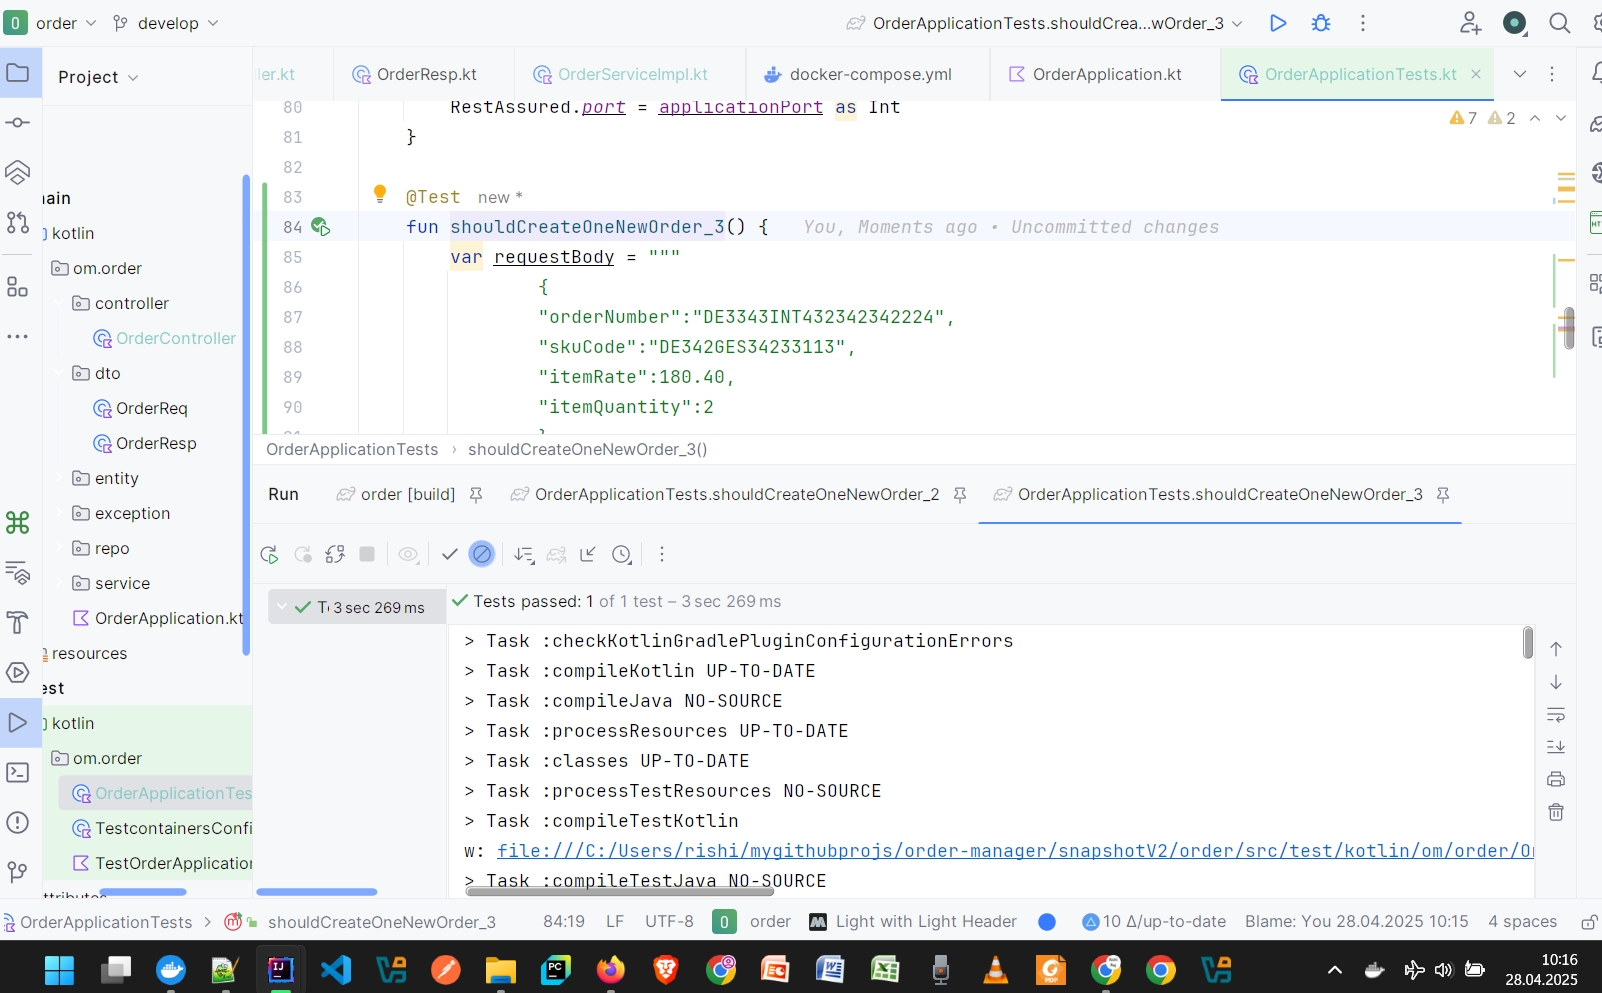 O order develop OrderApplicationTests.shouldCrea...wOrder_3
Project
ler.kt OrderResp.kt OrderServiceImpl.kt docker-compose.yml OrderApplication.kt OrderApplicationTests.kt
80 RestAssured.port = applicationPort as Int
7 2
81 }
82
83 @Test new *
84 fun shouldCreateOneNewOrder_3() { You, Moments ago • Uncommitted changes
85 var requestBody = """
86 {
87 "orderNumber":"DE3343INT432342342224",
88 "skuCode":"DE342GES34233113",
89 "itemRate":180.40,
90 "itemQuantity":2
ain
kotlin
om.order
controller
OrderController
dto
OrderReq
OrderResp
entity
exception
repo
service
OrderApplication.kt
resources
est
kotlin
om.order
OrderApplicationTes
TestcontainersConfi
TestOrderApplication
ttributes
OrderApplicationTests › shouldCreateOneNewOrder_3()
Run order [build] OrderApplicationTests.shouldCreateOneNewOrder_2 OrderApplicationTests.shouldCreateOneNewOrder_3
3 sec 269 ms
Tests passed: 1 of 1 test – 3 sec 269 ms
> Task :checkKotlinGradlePluginConfigurationErrors
> Task :compileKotlin UP-TO-DATE
> Task :compileJava NO-SOURCE
> Task :processResources UP-TO-DATE
> Task :classes UP-TO-DATE
> Task :processTestResources NO-SOURCE
> Task :compileTestKotlin
w: file:///C:/Users/rishi/mygithubprojs/order-manager/snapshotV2/order/src/test/kotlin/om/order/O
> Task :compileTestJava NO-SOURCE
OrderApplicationTests > shouldCreateOneNewOrder_3 84:19 LF UTF-8 O order Light with Light Header 10 Δ/up-to-date Blame: You 28.04.2025 10:15 4 spaces
10:16
28.04.2025